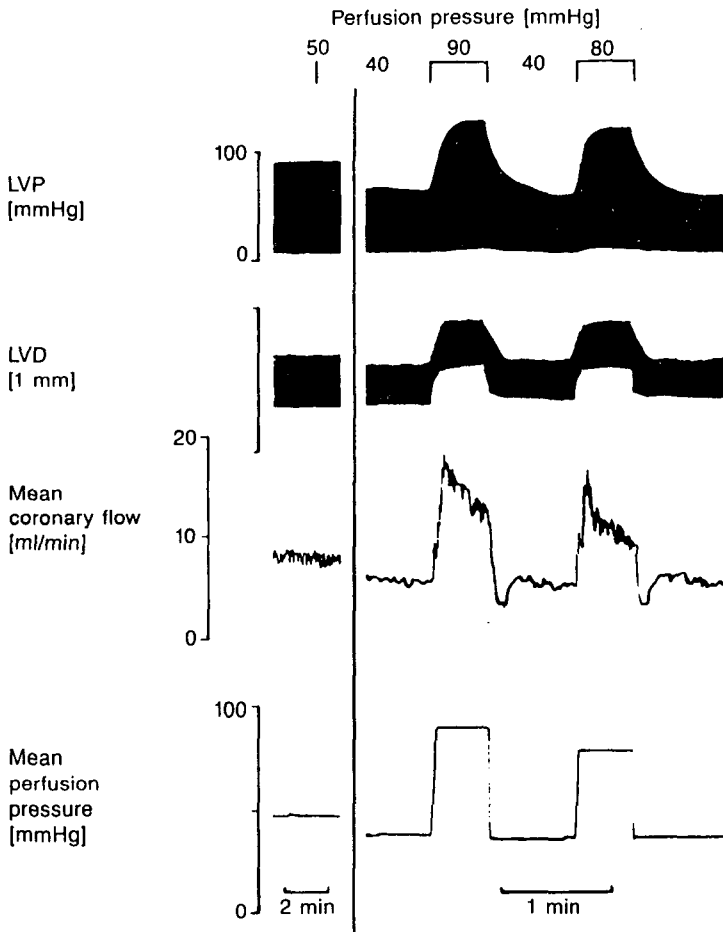 Perfusion pressure [mmHg]
50 40 90 40 80
LVP
[mmHg]
100
0
LVD
[1 mm]
20
Mean
coronary flow
[ml/min]
10
0
100
Mean
perfusion
pressure
[mmHg]
0
2 min 1 min